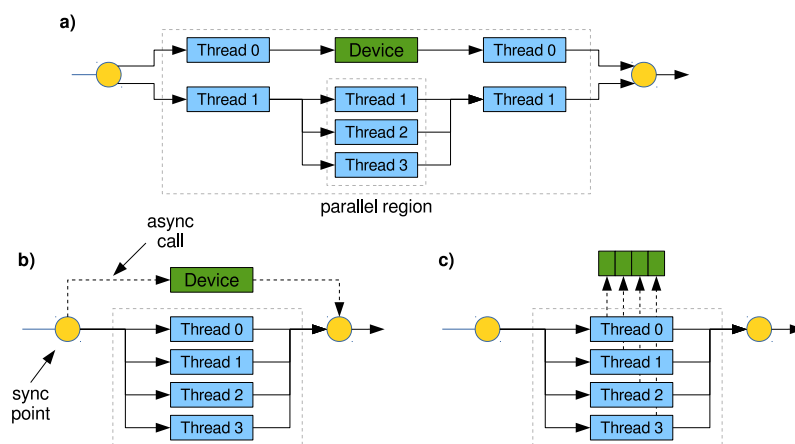 a)
Thread 0
Device
Thread 0
Thread 1
Thread 1
Thread 1
Thread 2
Thread 3
parallel region
async
call
b)
Device
Thread 0
Thread 1
Thread 2
Thread 3
sync
point
c)
Thread 0
Thread 1
Thread 2
Thread 3